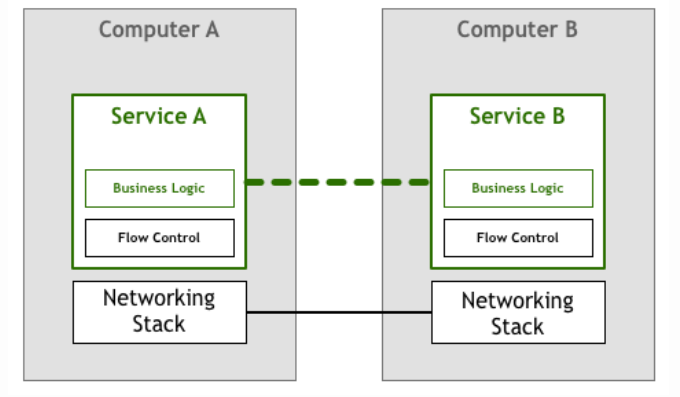 Computer A
Service A
Business Logic
Flow Control
Networking
Stack
Computer B
Service B
Business Logic
Flow Control
Networking
Stack